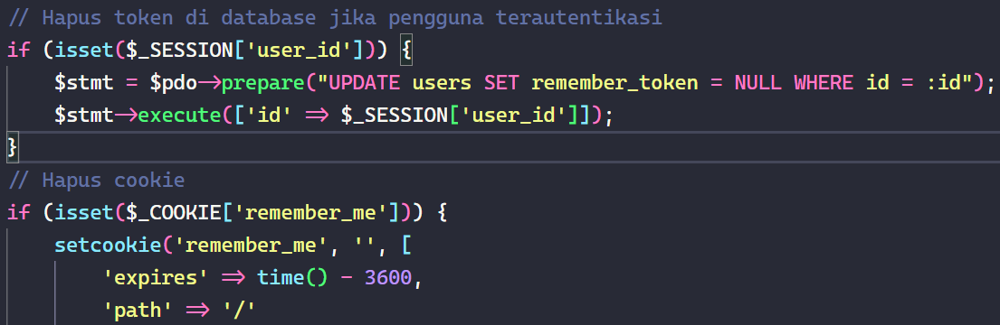 // Hapus token di database jika pengguna terautentikasi
if (isset($_SESSION['user_id'])) {
    $stmt = $pdo->prepare("UPDATE users SET remember_token = NULL WHERE id = :id");
    $stmt->execute(['id' => $_SESSION['user_id']]);
}
// Hapus cookie
if (isset($_COOKIE['remember_me'])) {
    setcookie('remember_me', '', [
        'expires' => time() - 3600,
        'path' => '/'